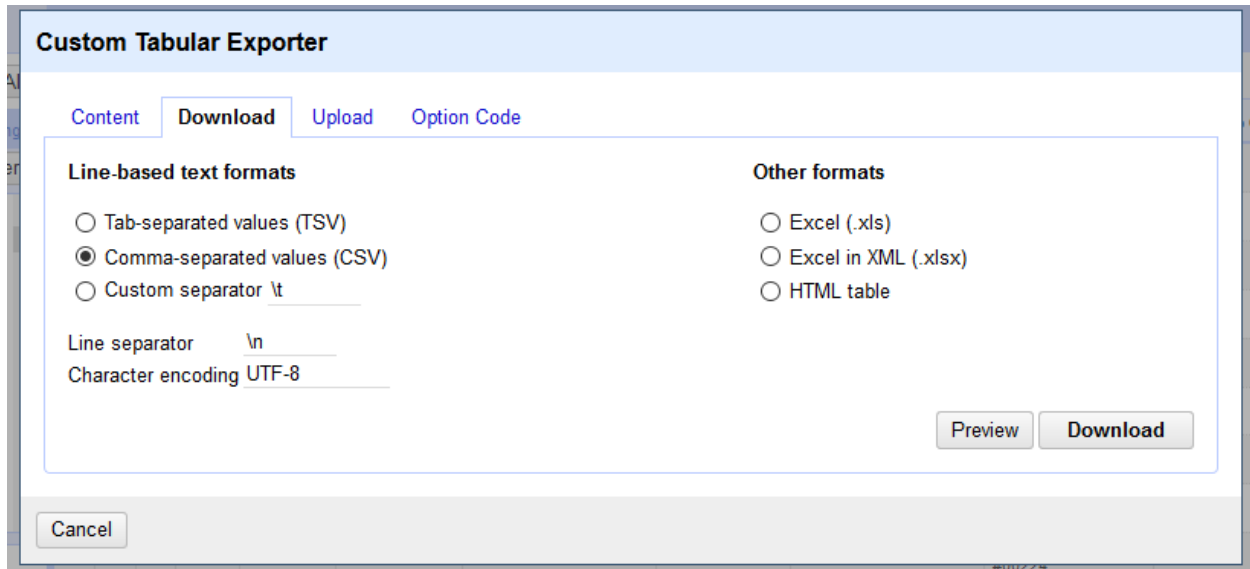 Custom Tabular Exporter
Content Download Upload Option Code
Line-based text formats
Tab-separated values (TSV)
Comma-separated values (CSV)
Custom separator \t
Line separator \n
Character encoding UTF-8
Other formats
Excel (.xls)
Excel in XML (.xlsx)
HTML table
Preview Download
Cancel